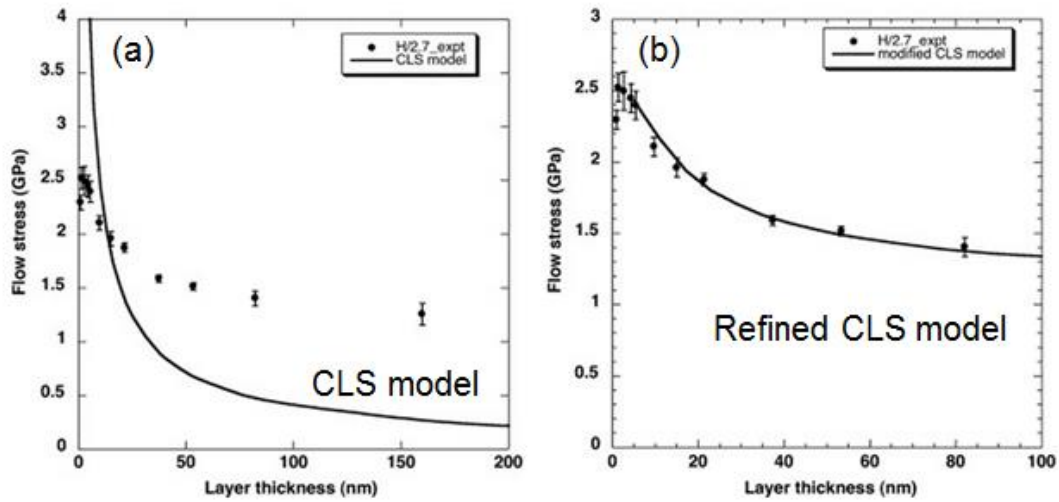 (a)
H/2.7_expt
CLS model
4
3.5
3
2.5
2
1.5
1
0.5
0
0
50
100
150
200
Flow stress (GPa)
Layer thickness (nm)
CLS model
(b)
H/2.7_expt
modified CLS model
3
2.5
2
1.5
1
0.5
0
0
20
40
60
80
100
Flow stress (GPa)
Layer thickness (nm)
Refined CLS model